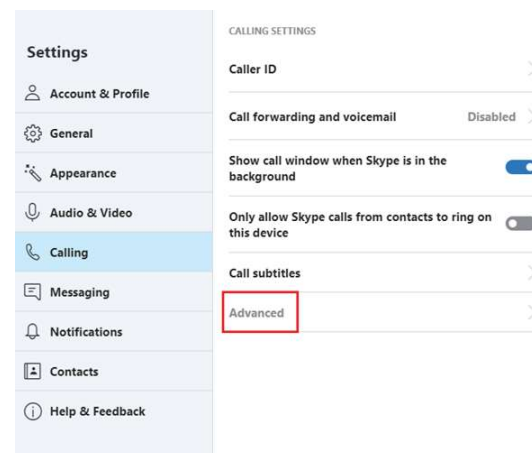 Settings
Account & Profile
General
Appearance
Audio & Video
Calling
Messaging
Notifications
Contacts
Help & Feedback
CALLING SETTINGS
Caller ID
Call forwarding and voicemail Disabled
Show call window when Skype is in the
background
Only allow Skype calls from contacts to ring on
this device
Call subtitles
Advanced